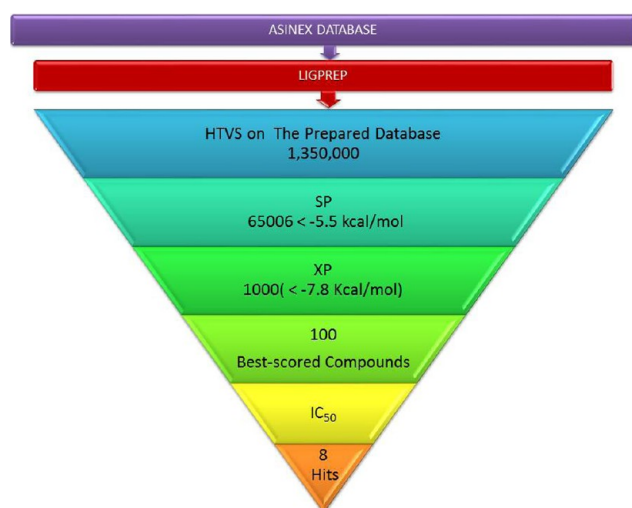 ASINEX DATABASE
LIGPREP
HTVS on The Prepared Database
1,350,000
SP
65006 < -5.5 kcal/mol
XP
1000( < -7.8 Kcal/mol)
100
Best-scored Compounds
IC50
8
Hits